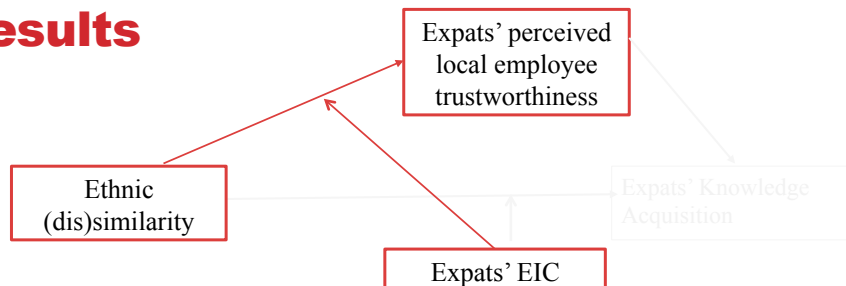 esults
Expats' perceived
local employee
trustworthiness
Ethnic
(dis)similarity
Expats' Knowledge
Acquisition
Expats' EIC